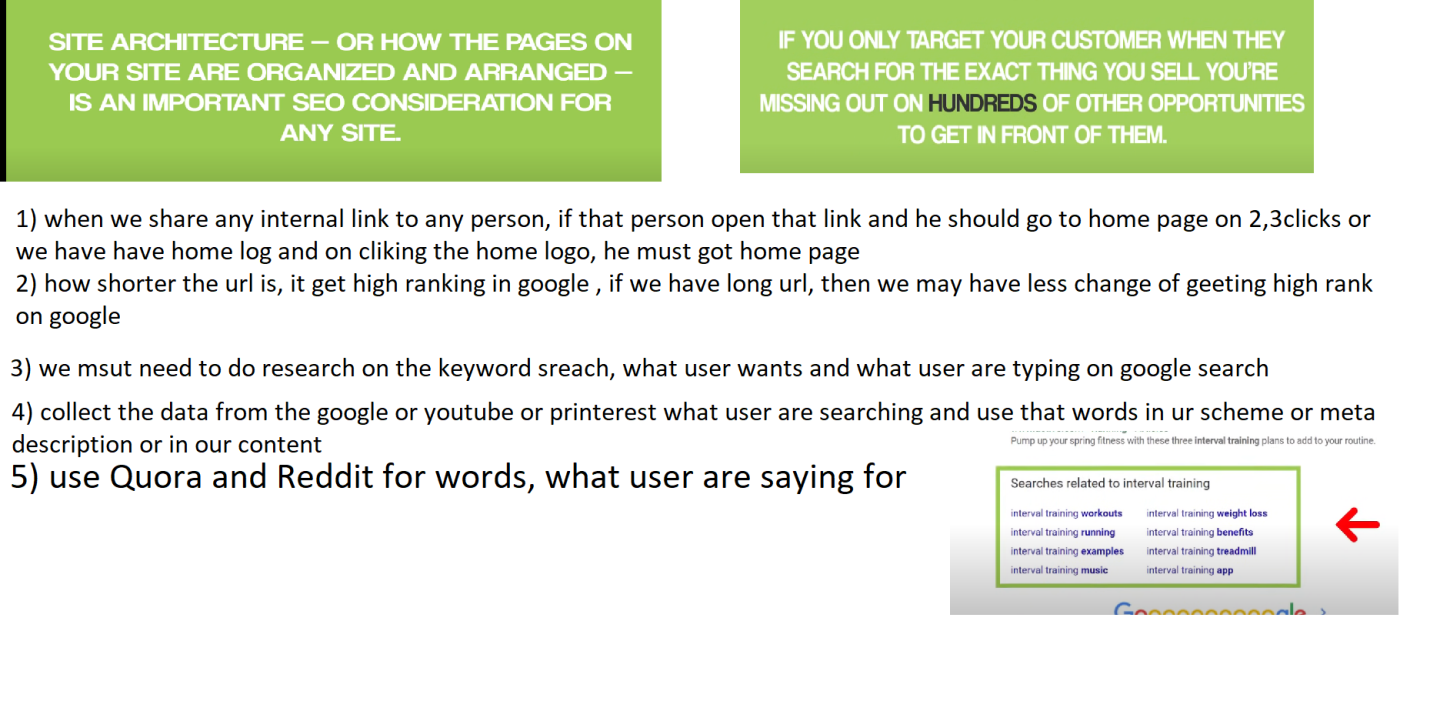 SITE ARCHITECTURE – OR HOW THE PAGES ON
YOUR SITE ARE ORGANIZED AND ARRANGED –
IS AN IMPORTANT SEO CONSIDERATION FOR
ANY SITE.
IF YOU ONLY TARGET YOUR CUSTOMER WHEN THEY
SEARCH FOR THE EXACT THING YOU SELL YOU'RE
MISSING OUT ON HUNDREDS OF OTHER OPPORTUNITIES
TO GET IN FRONT OF THEM.
1) when we share any internal link to any person, if that person open that link and he should go to home page on 2,3clicks or
we have have home log and on cliking the home logo, he must got home page
2) how shorter the url is, it get high ranking in google , if we have long url, then we may have less change of geeting high rank
on google
3) we msut need to do research on the keyword sreach, what user wants and what user are typing on google search
4) collect the data from the google or youtube or printerest what user are searching and use that words in ur scheme or meta
description or in our content
5) use Quora and Reddit for words, what user are saying for
Pump up your spring fitness with these three interval training plans to add to your routine.
Searches related to interval training
interval training workouts
interval training weight loss
interval training running
interval training benefits
interval training examples
interval training treadmill
interval training music
interval training app
Goooooooooogle